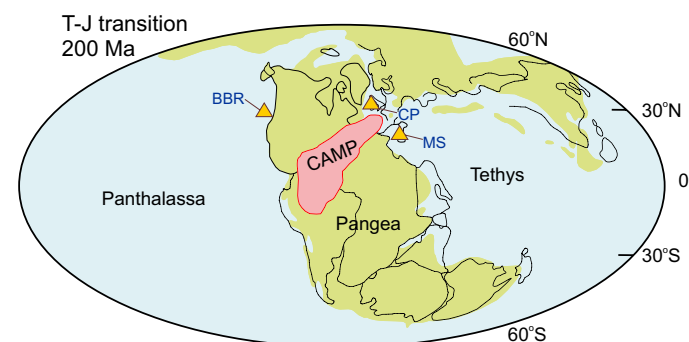 T-J transition
200 Ma
60°N
BBR
CP
30°N
MS
CAMP
Tethys
0
Panthalassa
Pangea
30°S
60°S